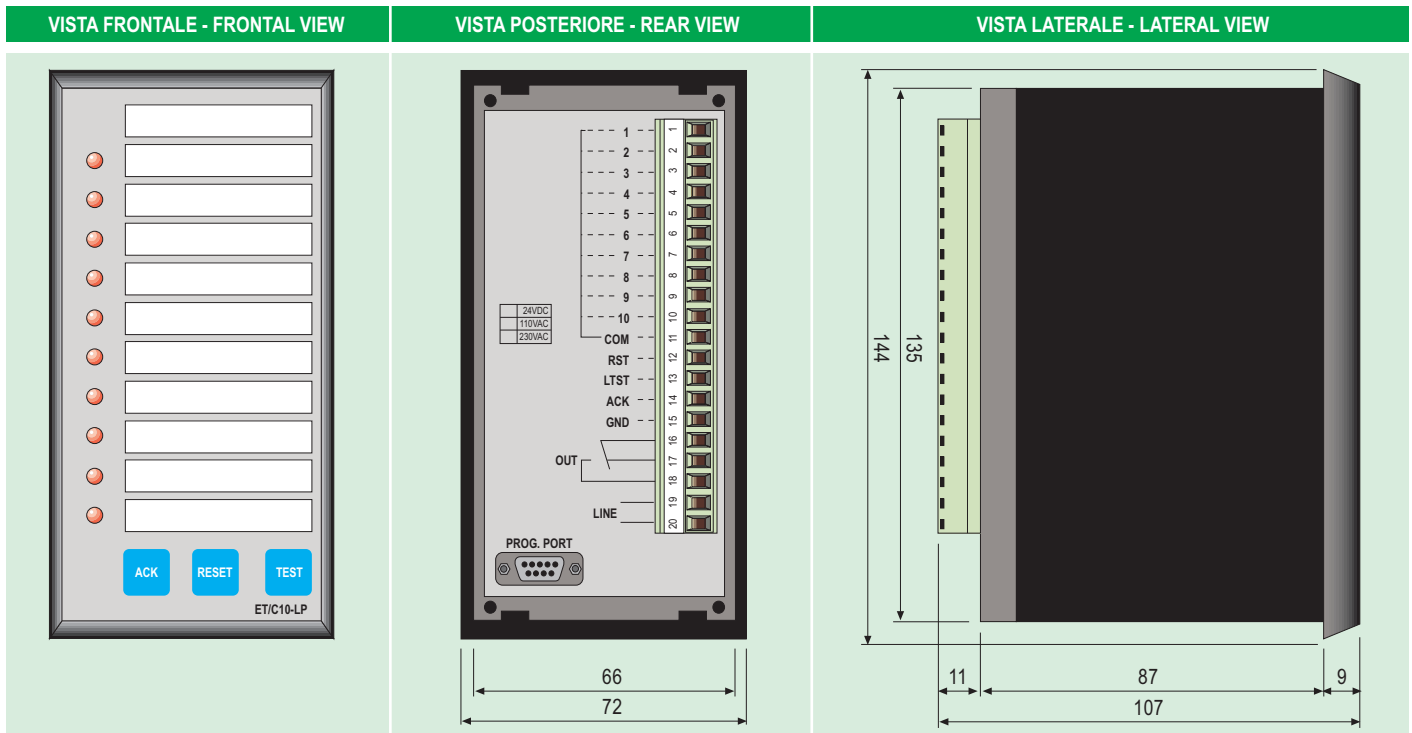 VISTA FRONTALE - FRONTAL VIEW
ACK RESET TEST
ET/C10-LP
VISTA POSTERIORE - REAR VIEW
1 1
2 2
3 3
4 4
5 5
6 6
7 7
8 8
9 9
10 10
COM 11
RST 12
LTST 13
ACK 14
GND 15
16
OUT 17
18
19
LINE
20
24VDC
110VAC
230VAC
PROG. PORT
66
72
VISTA LATERALE - LATERAL VIEW
144
135
11 87 9
107